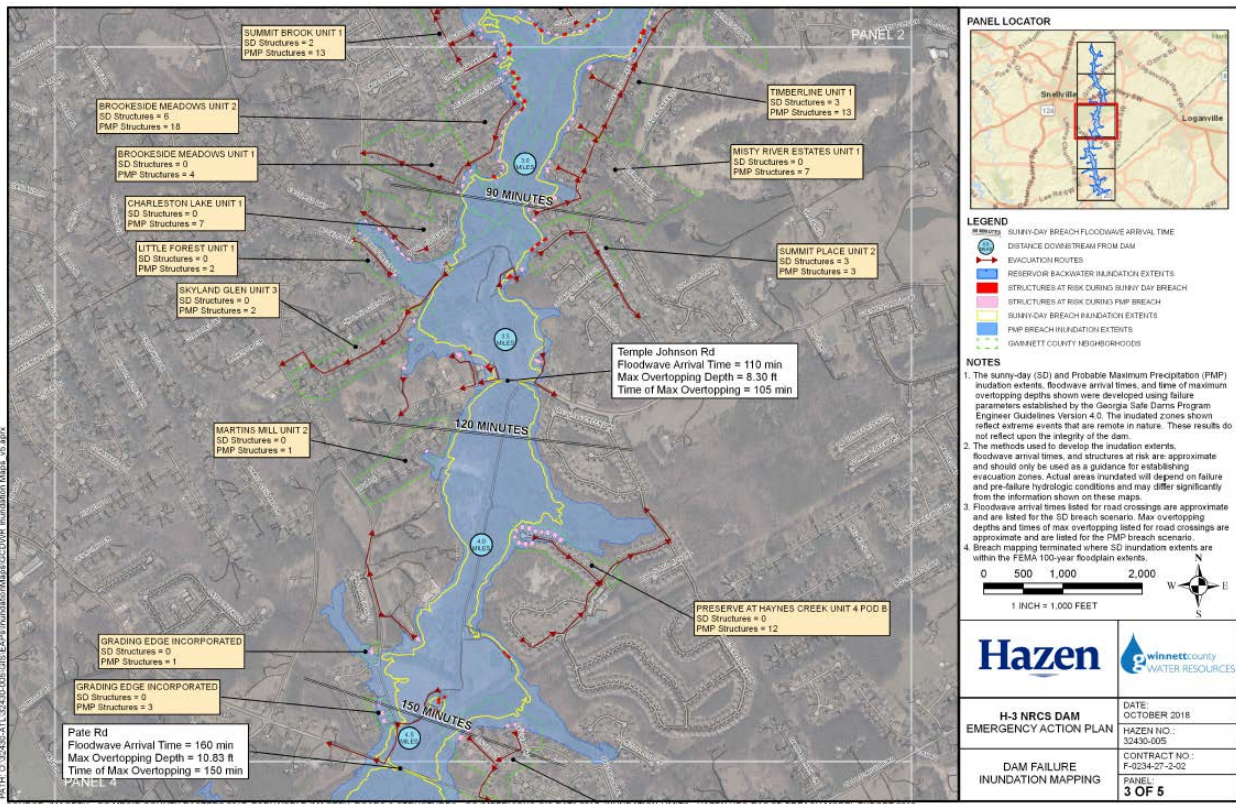 PANEL 2
SUMMIT BROOK UNIT 1
SD Structures = 2
PMP Structures = 13
BROOKESIDE MEADOWS UNIT 2
SD Structures = 6
PMP Structures = 18
BROOKESIDE MEADOWS UNIT 1
SD Structures = 0
PMP Structures = 4
CHARLESTON LAKE UNIT 1
SD Structures = 0
PMP Structures = 7
LITTLE FOREST UNIT 1
SD Structures = 0
PMP Structures = 2
SKYLAND GLEN UNIT 3
SD Structures = 0
PMP Structures = 2
TIMBERLINE UNIT 1
SD Structures = 3
PMP Structures = 13
MISTY RIVER ESTATES UNIT 1
SD Structures = 0
PMP Structures = 7
SUMMIT PLACE UNIT 2
SD Structures = 3
PMP Structures = 3
3.0
MILES
90 MINUTES
3.5
MILES
Temple Johnson Rd
Floodwave Arrival Time = 110 min
Max Overtopping Depth = 8.30 ft
Time of Max Overtopping = 105 min
120 MINUTES
MARTINS MILL UNIT 2
SD Structures = 0
PMP Structures = 1
4.0
MILES
PRESERVE AT HAYNES CREEK UNIT 4 POD B
SD Structures = 0
PMP Structures = 12
GRADING EDGE INCORPORATED
SD Structures = 0
PMP Structures = 1
GRADING EDGE INCORPORATED
SD Structures = 0
PMP Structures = 3
150 MINUTES
4.5
MILES
Pate Rd
Floodwave Arrival Time = 160 min
Max Overtopping Depth = 10.83 ft
Time of Max Overtopping = 150 min
PANEL 4
PANEL LOCATOR
Snellville
Loganville
LEGEND
SUNNY-DAY BREACH FLOODWAVE ARRIVAL TIME
DISTANCE DOWNSTREAM FROM DAM
EVACUATION ROUTES
RESERVOIR BACKWATER INUNDATION EXTENTS
STRUCTURES AT RISK DURING SUNNY DAY BREACH
STRUCTURES AT RISK DURING PMP BREACH
SUNNY-DAY BREACH INUNDATION EXTENTS
PMP BREACH INUNDATION EXTENTS
GWINNETT COUNTY NEIGHBORHOODS
NOTES
1. The sunny-day (SD) and Probable Maximum Precipitation (PMP)
inudation extents, floodwave arrival times, and time of maximum
overtopping depths shown were developed using failure
parameters established by the Georgia Safe Dams Program
Engineer Guidelines Version 4.0. The inudated zones shown
reflect extreme events that are remote in nature. These results do
not reflect upon the integrity of the dam.
2. The methods used to develop the inudation extents,
floodwave arrival times, and structures at risk are approximate
and should only be used as a guidance for establishing
evacuation zones. Actual areas inundated will depend on failure
and pre-failure hydrologic conditions and may differ significantly
from the information shown on these maps.
3. Floodwave arrival times listed for road crossings are approximate
and are listed for the SD breach scenario. Max overtopping
depths and times of max overtopping listed for road crossings are
approximate and are listed for the PMP breach scenario.
4. Breach mapping terminated where SD inundation extents are
within the FEMA 100-year floodplain extents.
N
W E
S
0 500 1,000 2,000
1 INCH = 1,000 FEET
Hazen
gwinnettcounty
WATER RESOURCES
H-3 NRCS DAM
EMERGENCY ACTION PLAN
DATE:
OCTOBER 2018
HAZEN NO.:
32430-005
DAM FAILURE
INUNDATION MAPPING
CONTRACT NO.:
F-0234-27-2-02
PANEL:
3 OF 5